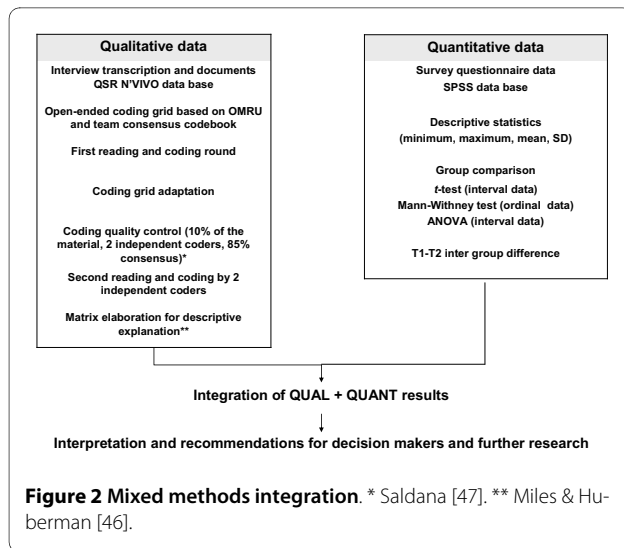 Qualitative data
Interview transcription and documents
QSR N'VIVO data base
Open-ended coding grid based on OMRU
and team consensus codebook
First reading and coding round
Coding grid adaptation
Coding quality control (10% of the
material, 2 independent coders, 85%
consensus)*
Second reading and coding by 2
independent coders
Matrix elaboration for descriptive
explanation**
Quantitative data
Survey questionnaire data
SPSS data base
Descriptive statistics
(minimum, maximum, mean, SD)
Group comparison
t-test (interval data)
Mann-Withney test (ordinal data)
ANOVA (interval data)
T1-T2 inter group difference
Integration of QUAL + QUANT results
Interpretation and recommendations for decision makers and further research
Figure 2 Mixed methods integration. * Saldana [47]. ** Miles & Hu-
berman [46].